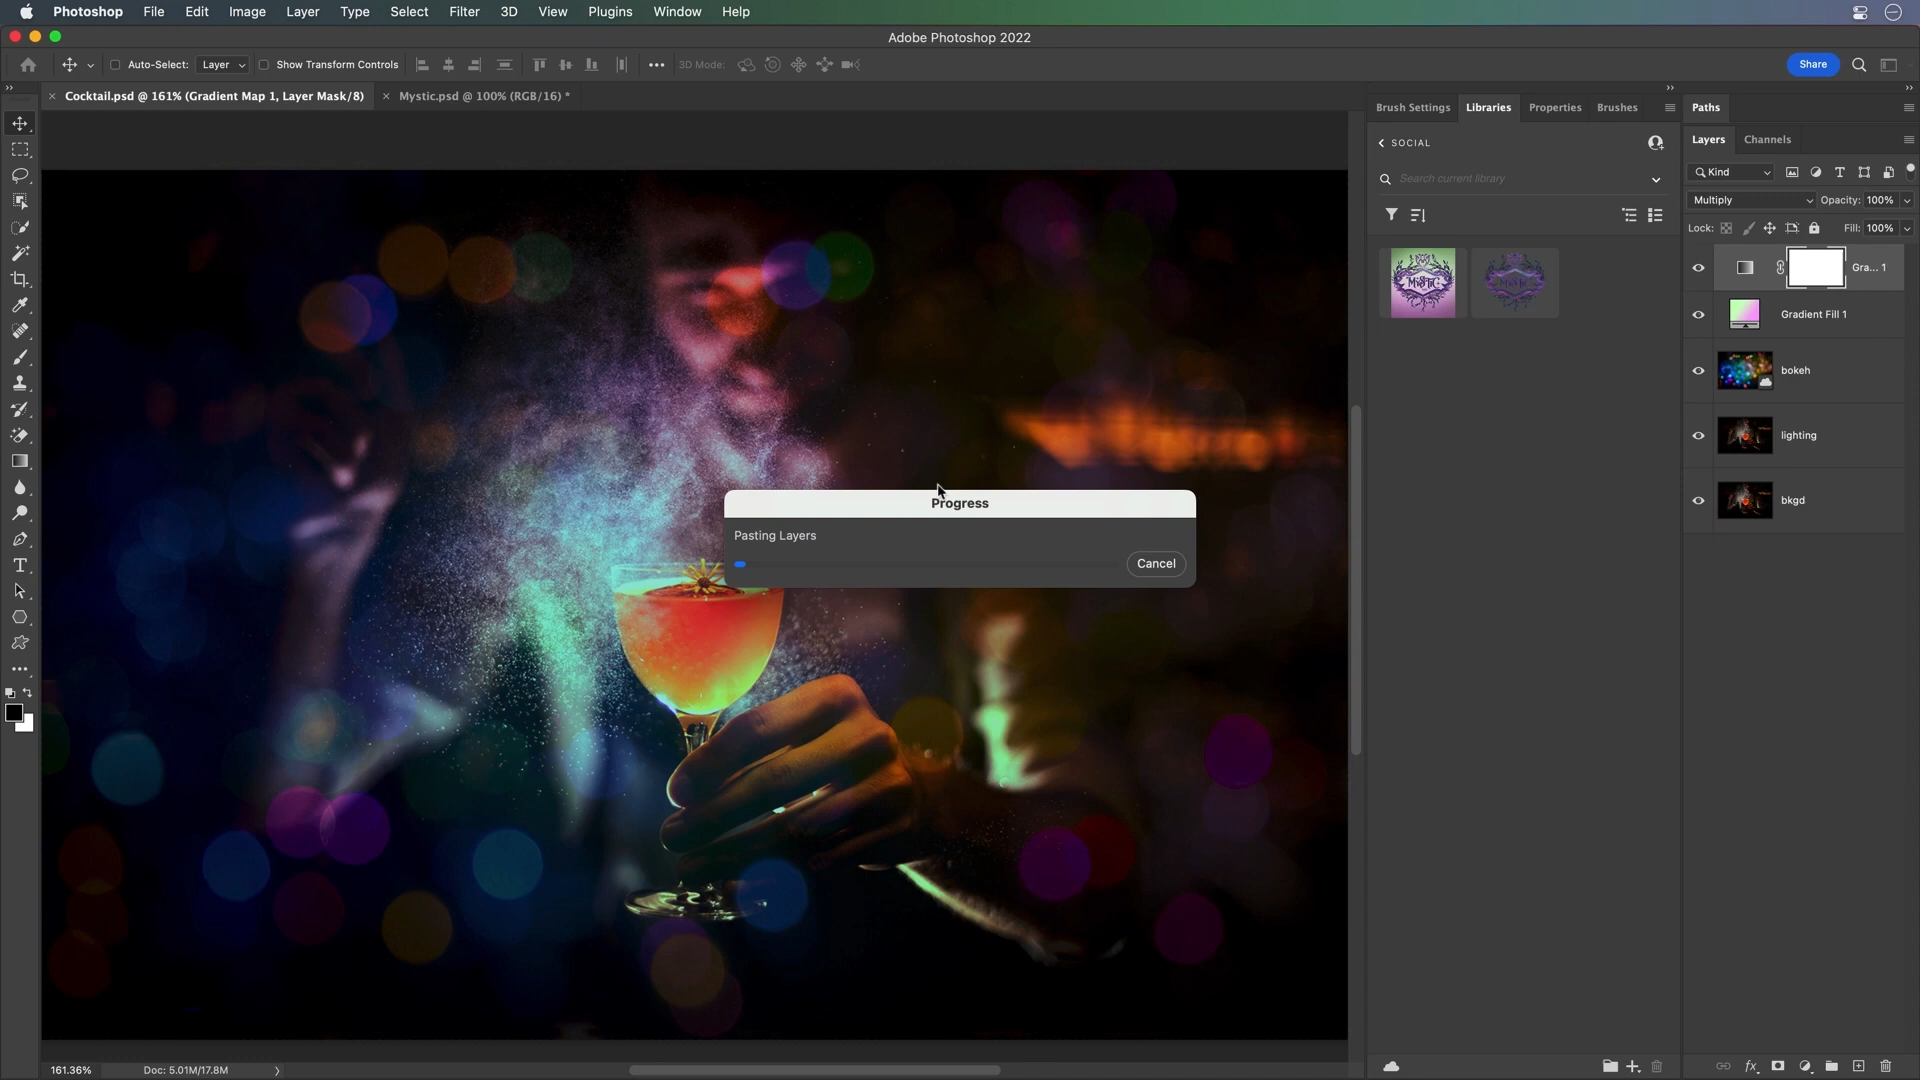 Photoshop File Edit Image Layer Type Select Filter 3D View Plugins Window Help
Adobe Photoshop 2022
Auto-Select: Layer Show Transform Controls 3D Mode: Share
Cocktail.psd @ 161% (Gradient Map 1, Layer Mask/8) Mystic.psd @ 100% (RGB/16) *
Brush Settings Libraries Properties Brushes Paths
SOCIAL
Layers Channels
Search current library
Kind
Multiply Opacity: 100%
Lock: Fill: 100%
Gra... 1
MYSTIC MYSTIC
Gradient Fill 1
bokeh
lighting
bkgd
Progress
Pasting Layers
Cancel
161.36% Doc: 5.01M/17.8M